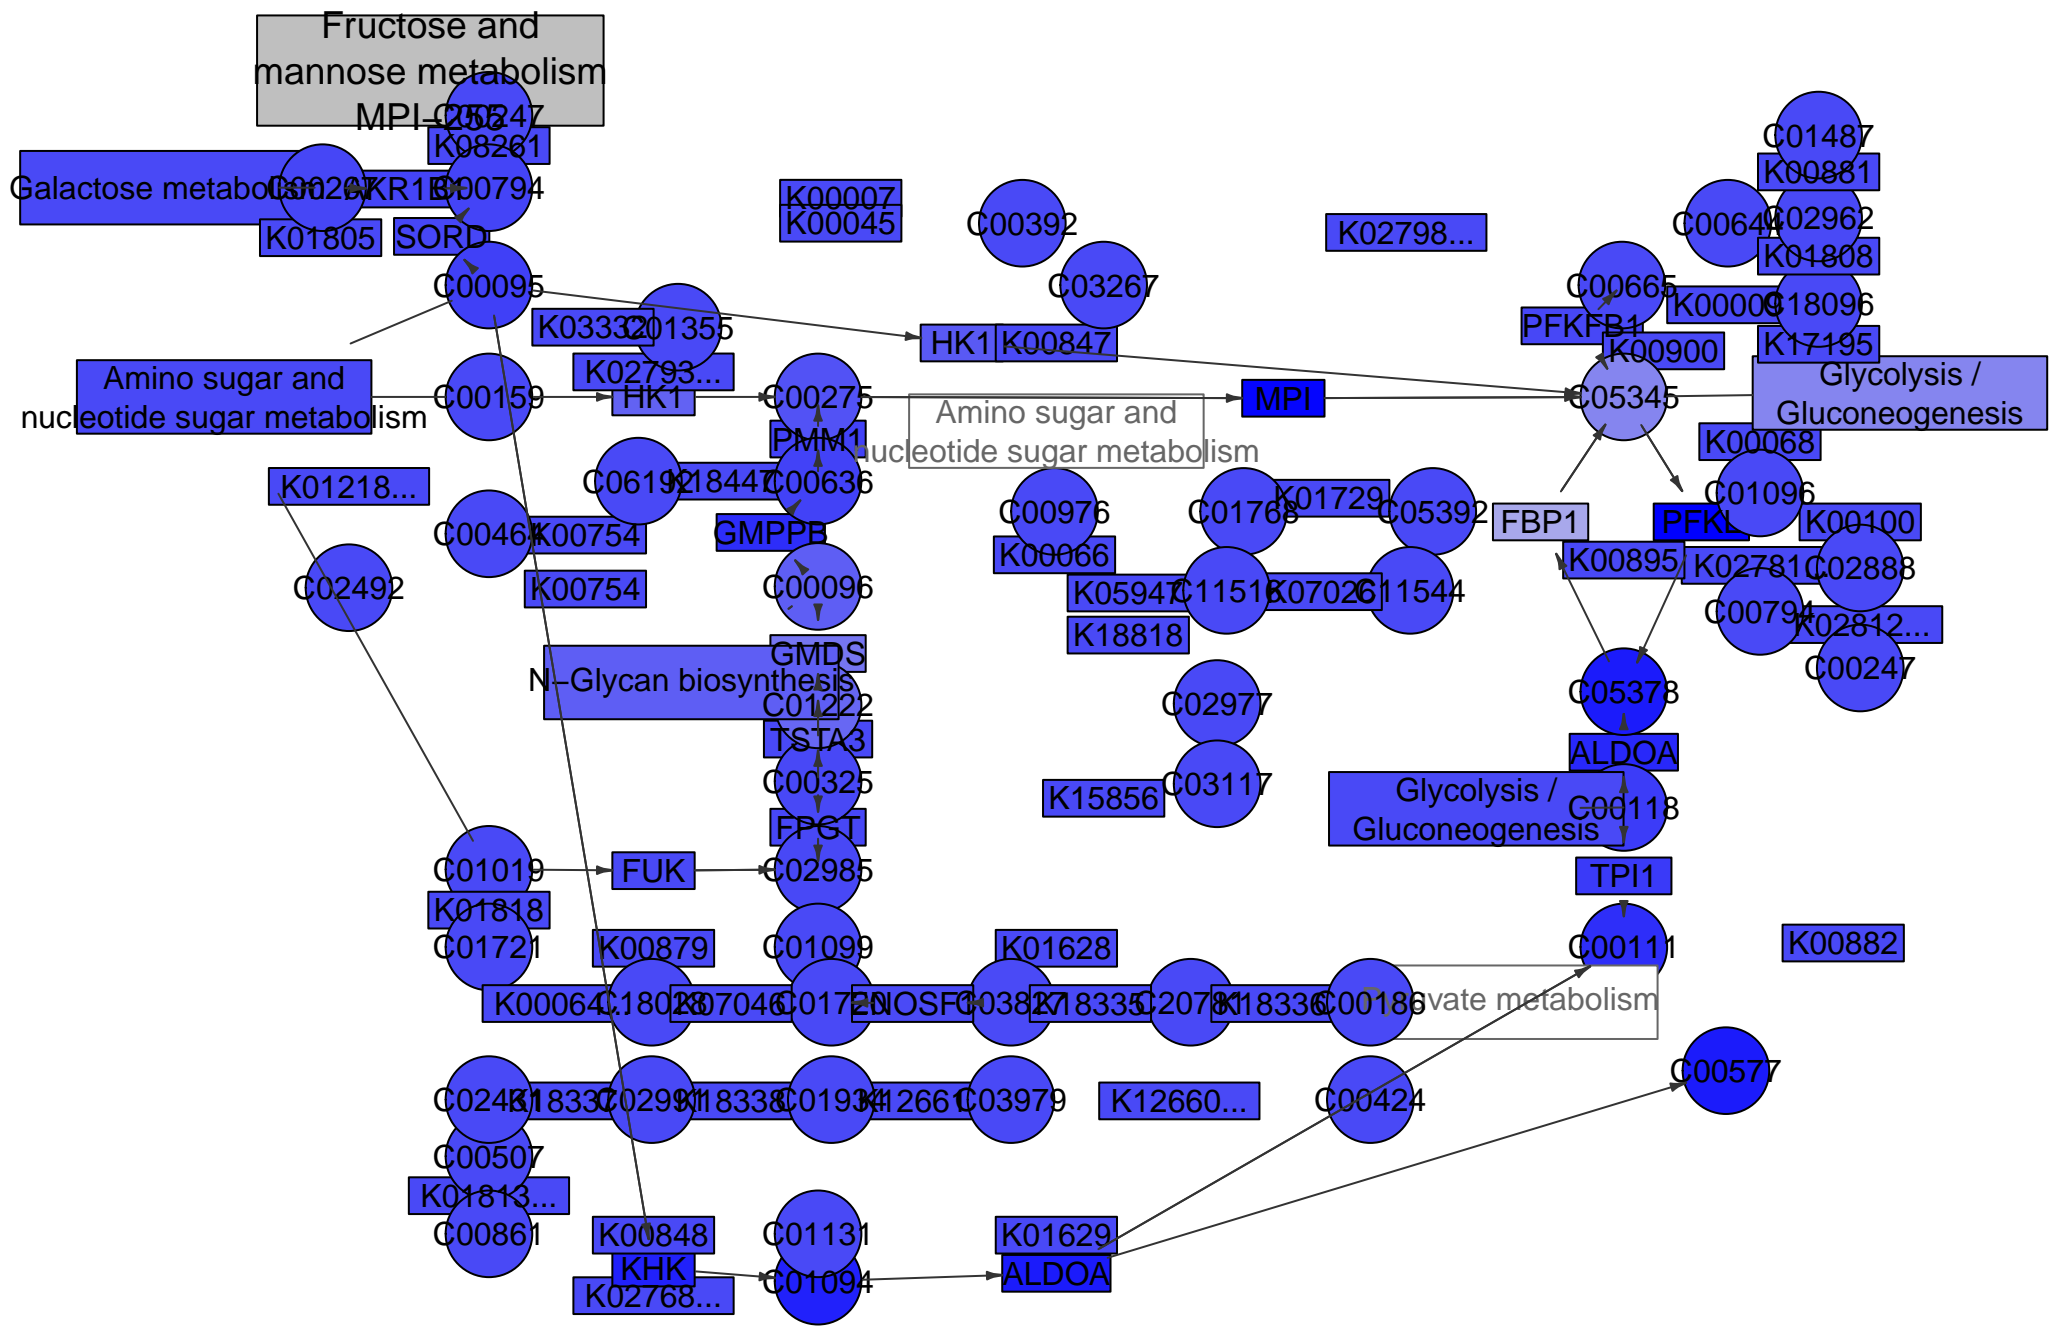 Fructose and
mannose metabolism
MPI−255
C00247
K08261
Galactose metabolism
C00267
AKR1B1
C00794
K01805
SORD
C00095
K00007
K00045
C00392
C03267
K02798...
C01487
K00881
C00644
C02962
K01808
C00665
K00009
C18096
PFKFB1
K17195
K00900
K03332
C01355
K02793...
HK1
K00847
Amino sugar and
nucleotide sugar metabolism
C00159
HK1
C00275
PMM1
Amino sugar and
nucleotide sugar metabolism
MPI
C05345
Glycolysis /
Gluconeogenesis
K00068
K01218...
C06192
K18447
C00636
C00464
K00754
GMPPB
C00976
K00066
C01768
K01729
C05392
FBP1
PFKL
C01096
K00100
C02492
K00754
C00096
K05947
C11516
K07026
C11544
K18818
K00895
K02781...
C02888
C00794
K02812...
C00247
GMDS
N−Glycan biosynthesis
C01222
TSTA3
C00325
FPGT
C02977
C03117
K15856
C05378
ALDOA
Glycolysis /
Gluconeogenesis
C00118
TPI1
C01019
FUK
C02985
K01818
C01721
K00879
C01099
K01628
C00111
K00882
K00064...
C18028
K07046
C01720
ENOSF1
C03827
K18335
C20781
K18336
C00186
C00577
C02431
K18337
C02991
K18338
C01934
K12661
C03979
K12660...
C00424
C00507
K01813...
C00861
K00848
KHK
K02768...
C01131
C01094
K01629
ALDOA